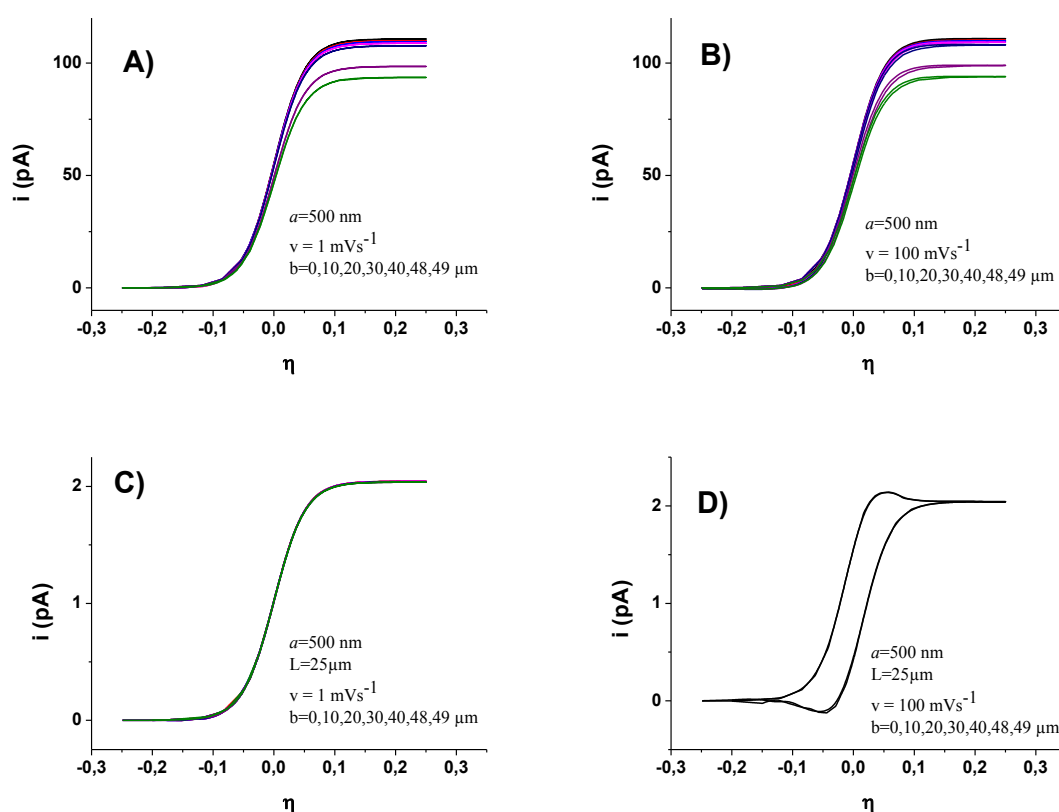 A)
i (pA)
100
50
0
a=500 nm
v = 1 mVs-1
b=0,10,20,30,40,48,49 µm
-0,3 -0,2 -0,1 0,0 0,1 0,2 0,3
η
B)
i (pA)
100
50
0
a=500 nm
v = 100 mVs-1
b=0,10,20,30,40,48,49 µm
-0,3 -0,2 -0,1 0,0 0,1 0,2 0,3
η
C)
i (pA)
2
1
0
a=500 nm
L=25µm
v = 1 mVs-1
b=0,10,20,30,40,48,49 µm
-0,3 -0,2 -0,1 0,0 0,1 0,2 0,3
η
D)
i (pA)
2
1
0
a=500 nm
L=25µm
v = 100 mVs-1
b=0,10,20,30,40,48,49 µm
-0,3 -0,2 -0,1 0,0 0,1 0,2 0,3
η